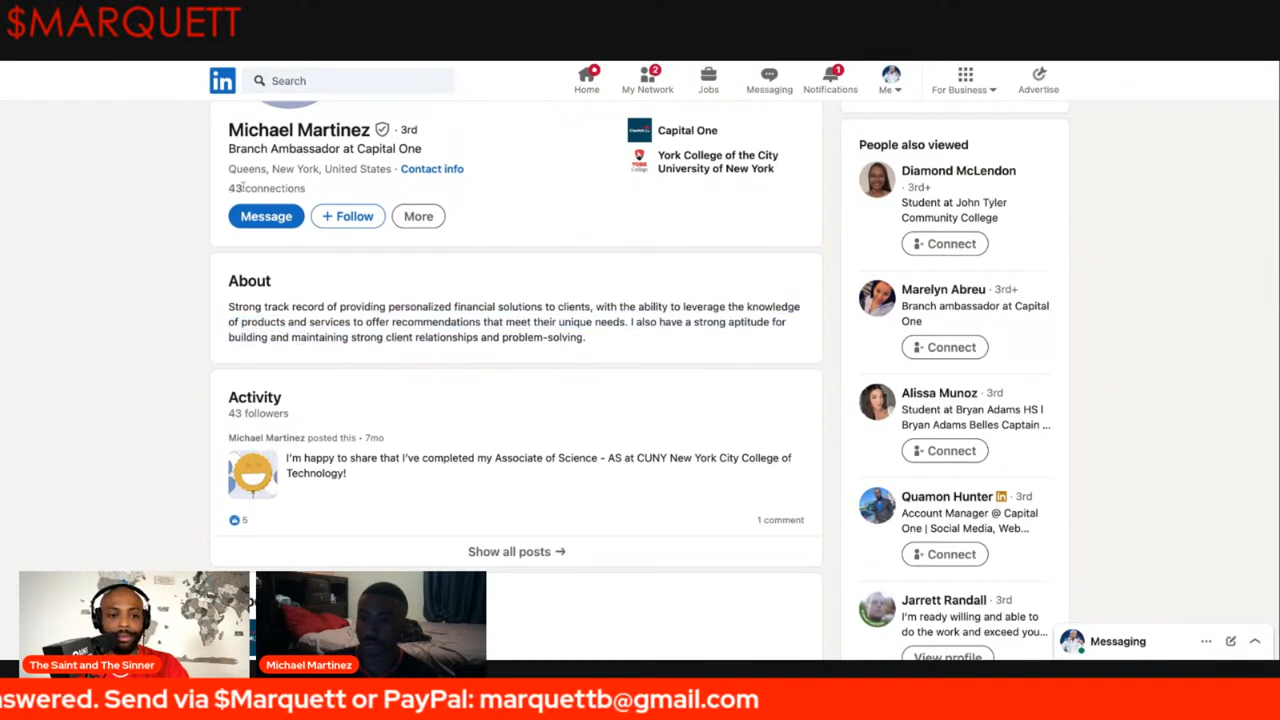 $MARQUETT
in
Search
Home
2
My Network
Jobs
Messaging
1
Notifications
Me
For Business
Advertise
Michael Martinez · 3rd
Branch Ambassador at Capital One
Queens, New York, United States · Contact info
43 connections
Message
+ Follow
More
Capital One
York College of the City
University of New York
About
Strong track record of providing personalized financial solutions to clients, with the ability to leverage the knowledge
of products and services to offer recommendations that meet their unique needs. I also have a strong aptitude for
building and maintaining strong client relationships and problem-solving.
Activity
43 followers
Michael Martinez posted this • 7mo
I'm happy to share that I've completed my Associate of Science - AS at CUNY New York City College of
Technology!
5
1 comment
Show all posts →
People also viewed
Diamond McLendon
· 3rd+
Student at John Tyler
Community College
Connect
Marelyn Abreu · 3rd+
Branch ambassador at Capital
One
Connect
Alissa Munoz · 3rd
Student at Bryan Adams HS l
Bryan Adams Belles Captain ...
Connect
Quamon Hunter in · 3rd
Account Manager @ Capital
One | Social Media, Web...
Connect
Jarrett Randall · 3rd
I'm ready willing and able to
do the work and exceed you...
View profile
Messaging
The Saint and The Sinner
Michael Martinez
nswered. Send via $Marquett or PayPal: marquettb@gmail.com